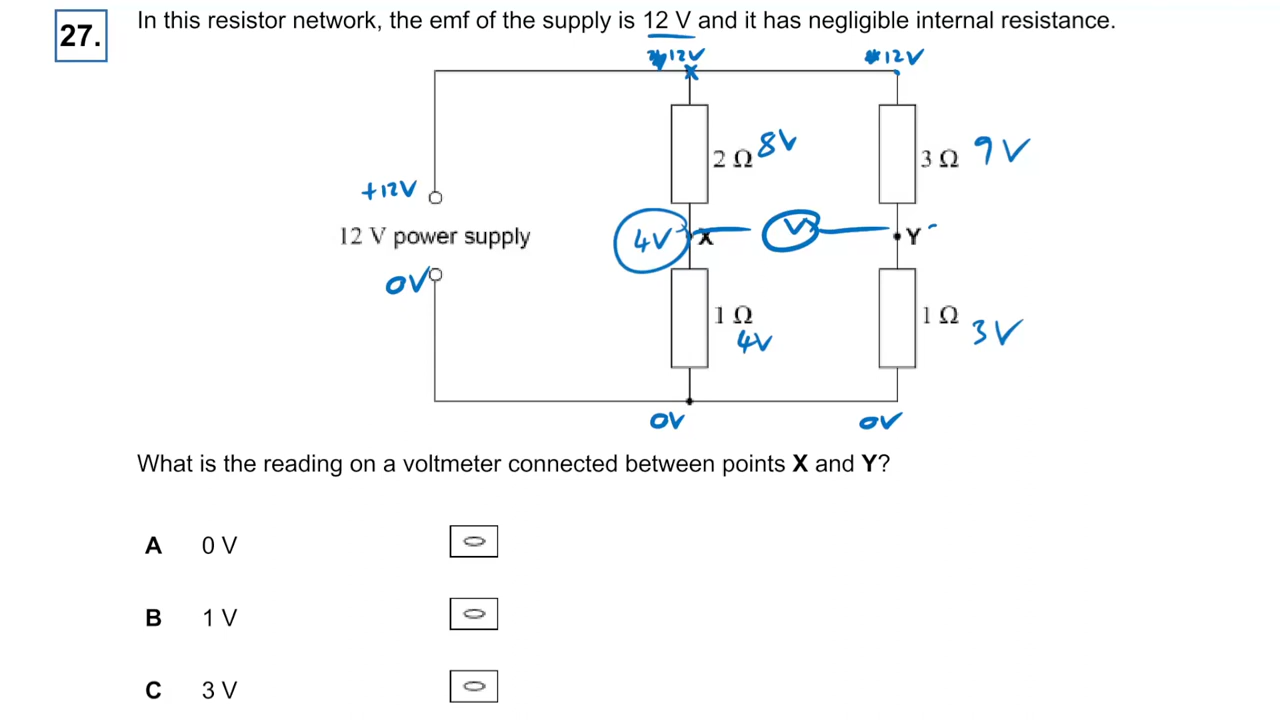 27.
In this resistor network, the emf of the supply is 12 V and it has negligible internal resistance.
12V
12V
2 Ω 8V
3 Ω 9V
+12V
12 V power supply
4V X V Y
0V
1 Ω
4V
1 Ω 3V
0V
0V
What is the reading on a voltmeter connected between points X and Y?
A 0 V
B 1 V
C 3 V